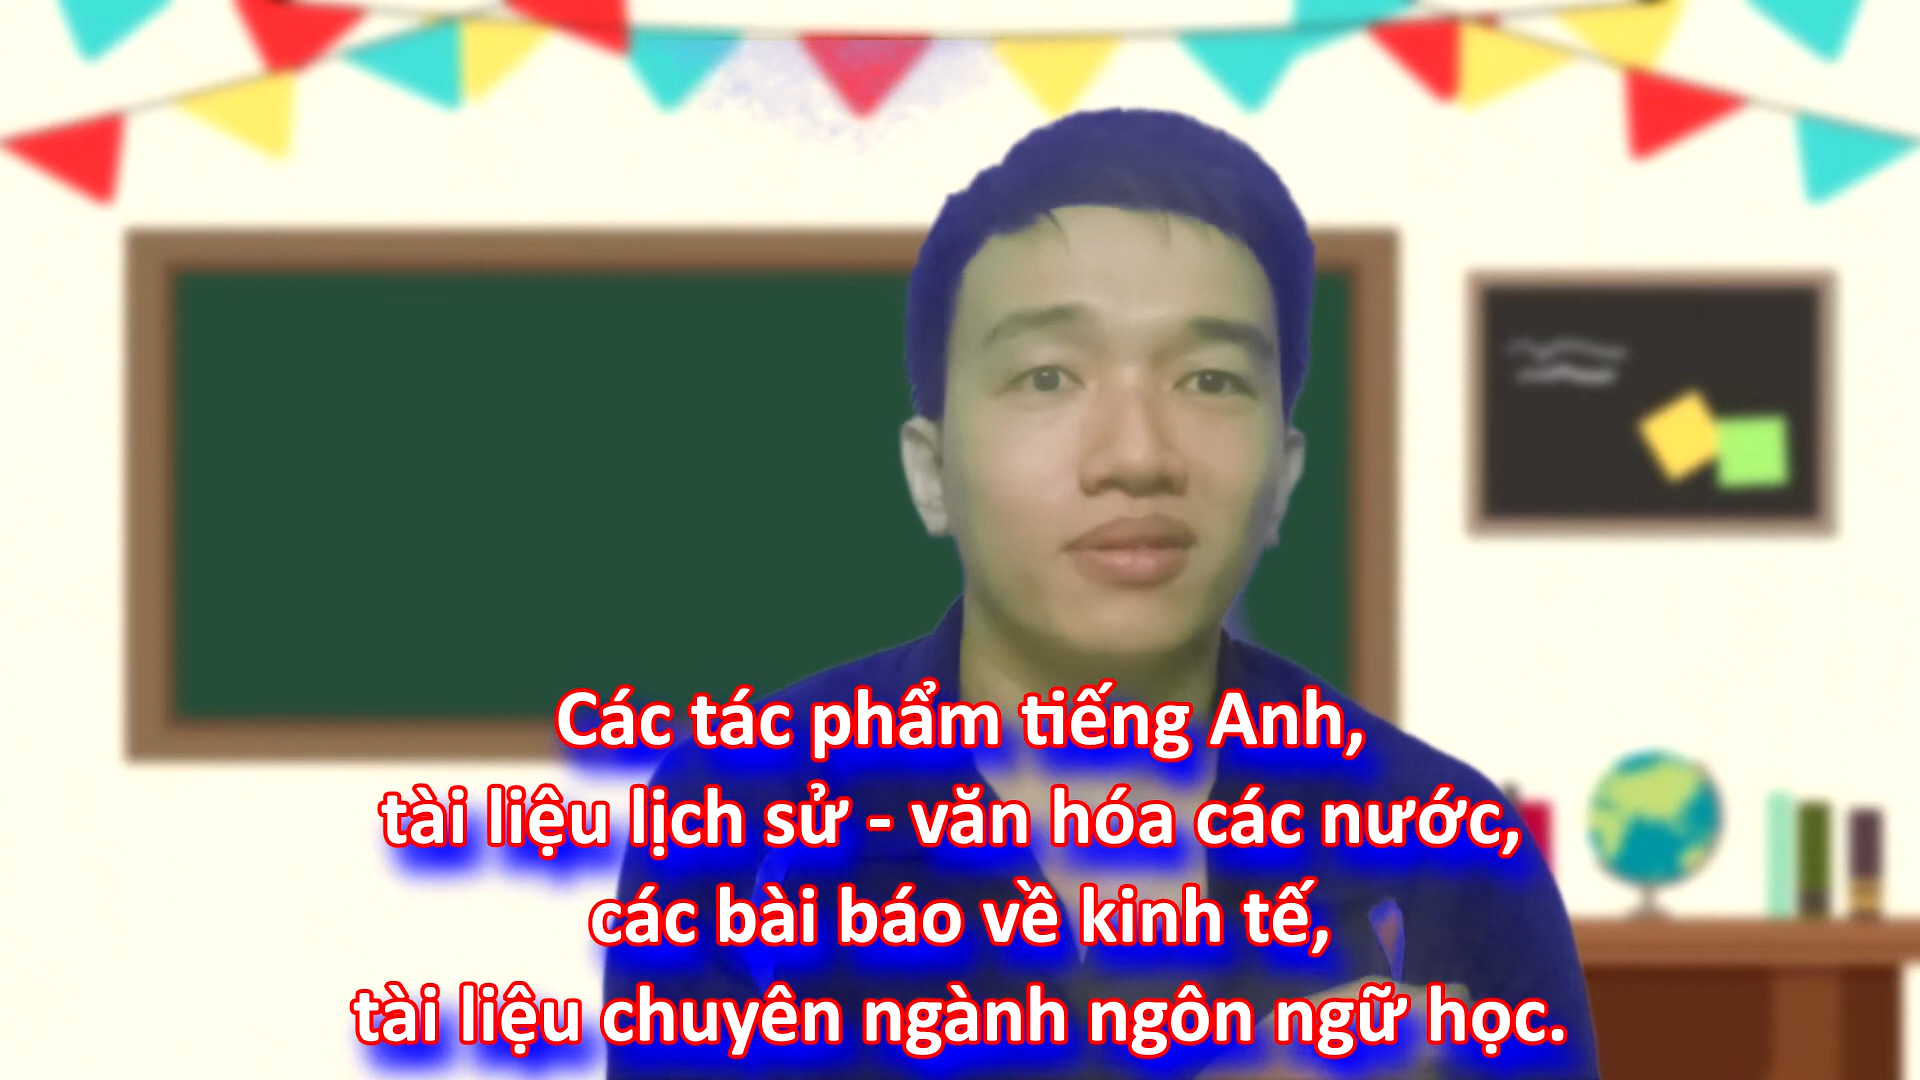 Các tác phẩm tiếng Anh,
tài liệu lịch sử - văn hóa các nước,
các bài báo về kinh tế,
tài liệu chuyên ngành ngôn ngữ học.